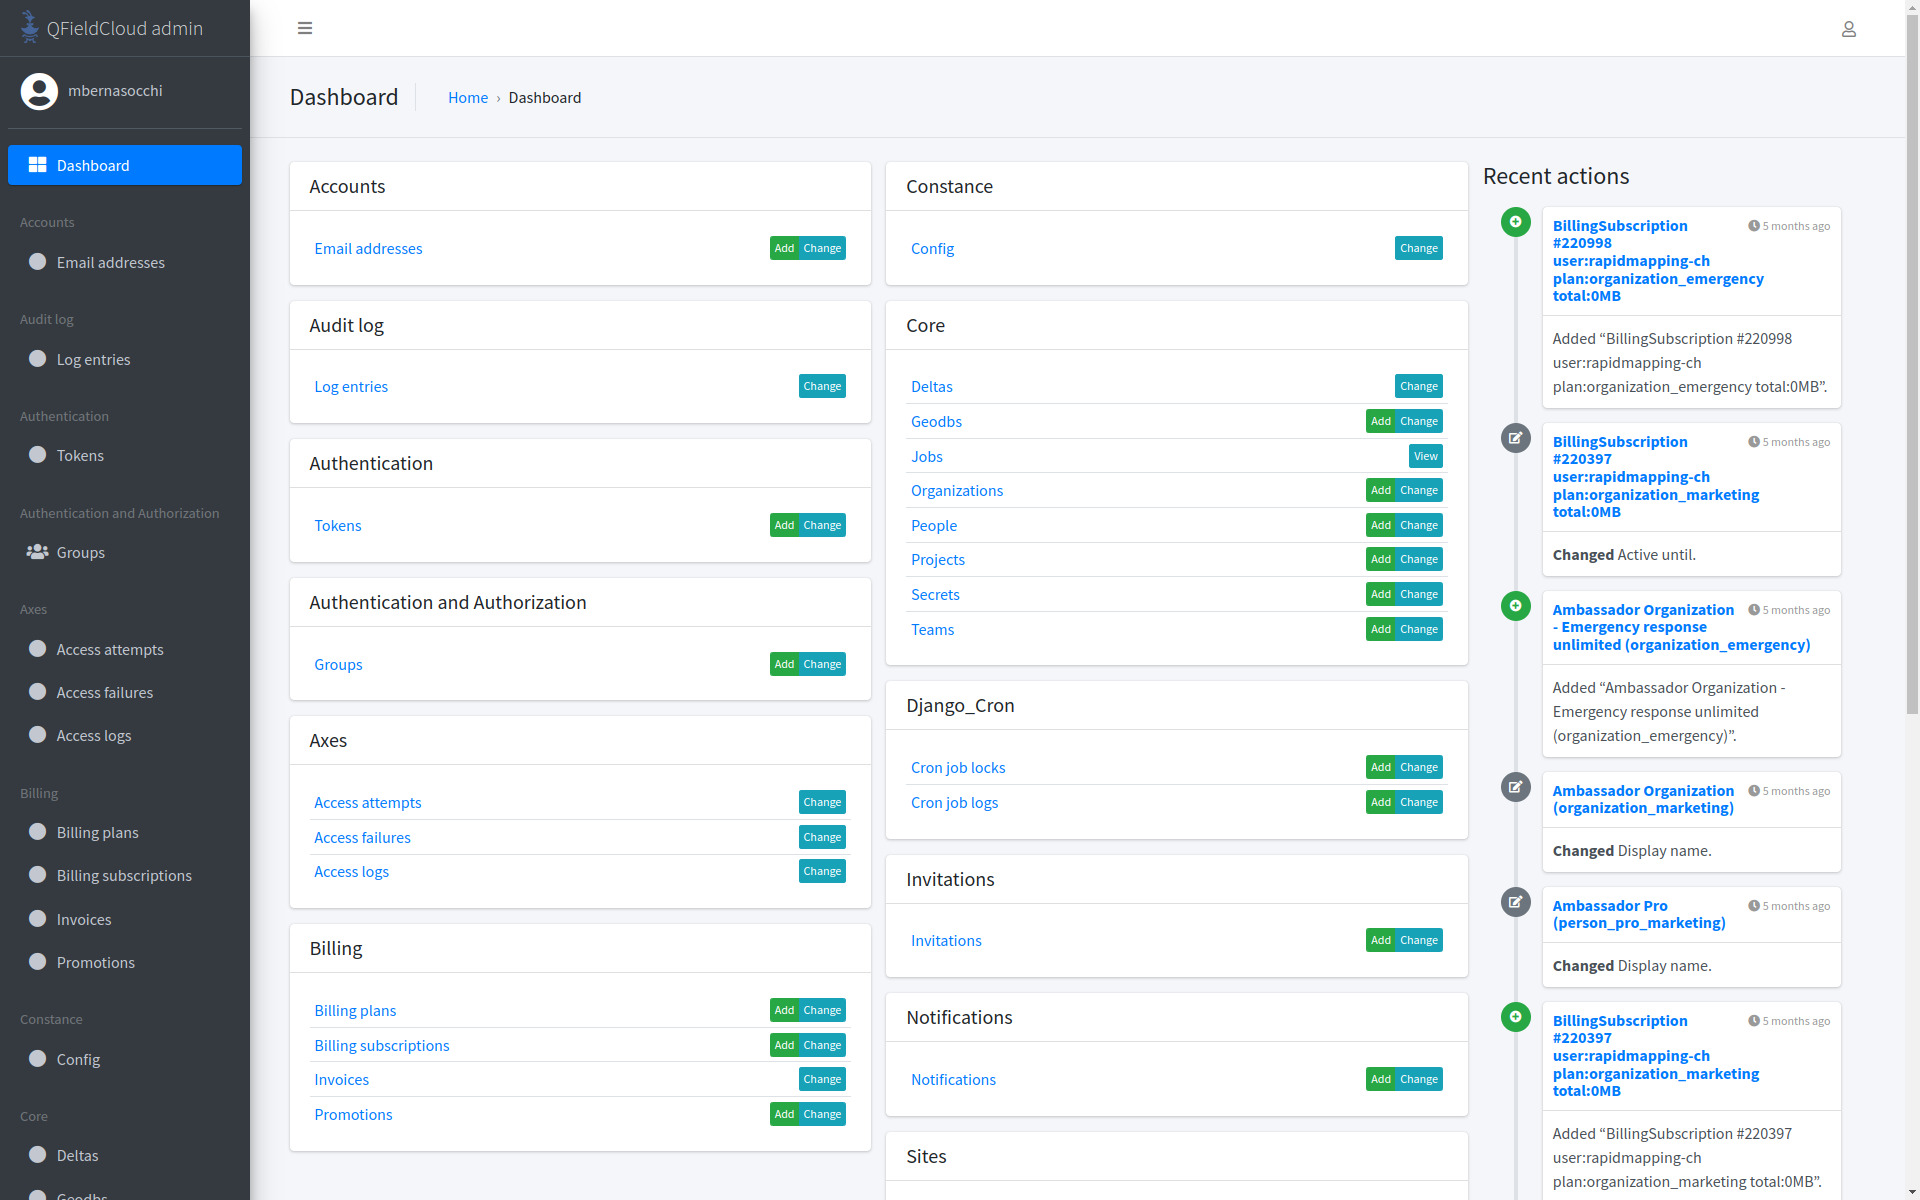 QFieldCloud admin
mbernasocchi
Dashboard
Accounts
Email addresses
Audit log
Log entries
Authentication
Tokens
Authentication and Authorization
Groups
Axes
Access attempts
Access failures
Access logs
Billing
Billing plans
Billing subscriptions
Invoices
Promotions
Constance
Config
Core
Deltas
Geodbs
Dashboard
Home › Dashboard
Accounts
Email addresses Add Change
Audit log
Log entries Change
Authentication
Tokens Add Change
Authentication and Authorization
Groups Add Change
Axes
Access attempts Change
Access failures Change
Access logs Change
Billing
Billing plans Add Change
Billing subscriptions Add Change
Invoices Change
Promotions Add Change
Constance
Config Change
Core
Deltas Change
Geodbs Add Change
Jobs View
Organizations Add Change
People Add Change
Projects Add Change
Secrets Add Change
Teams Add Change
Django_Cron
Cron job locks Add Change
Cron job logs Add Change
Invitations
Invitations Add Change
Notifications
Notifications Add Change
Sites
Recent actions
BillingSubscription 5 months ago
#220998
user:rapidmapping-ch
plan:organization_emergency
total:0MB
Added “BillingSubscription #220998
user:rapidmapping-ch
plan:organization_emergency total:0MB”.
BillingSubscription 5 months ago
#220397
user:rapidmapping-ch
plan:organization_marketing
total:0MB
Changed Active until.
Ambassador Organization 5 months ago
- Emergency response
unlimited (organization_emergency)
Added “Ambassador Organization -
Emergency response unlimited
(organization_emergency)”.
Ambassador Organization 5 months ago
(organization_marketing)
Changed Display name.
Ambassador Pro 5 months ago
(person_pro_marketing)
Changed Display name.
BillingSubscription 5 months ago
#220397
user:rapidmapping-ch
plan:organization_marketing
total:0MB
Added “BillingSubscription #220397
user:rapidmapping-ch
plan:organization_marketing total:0MB”.